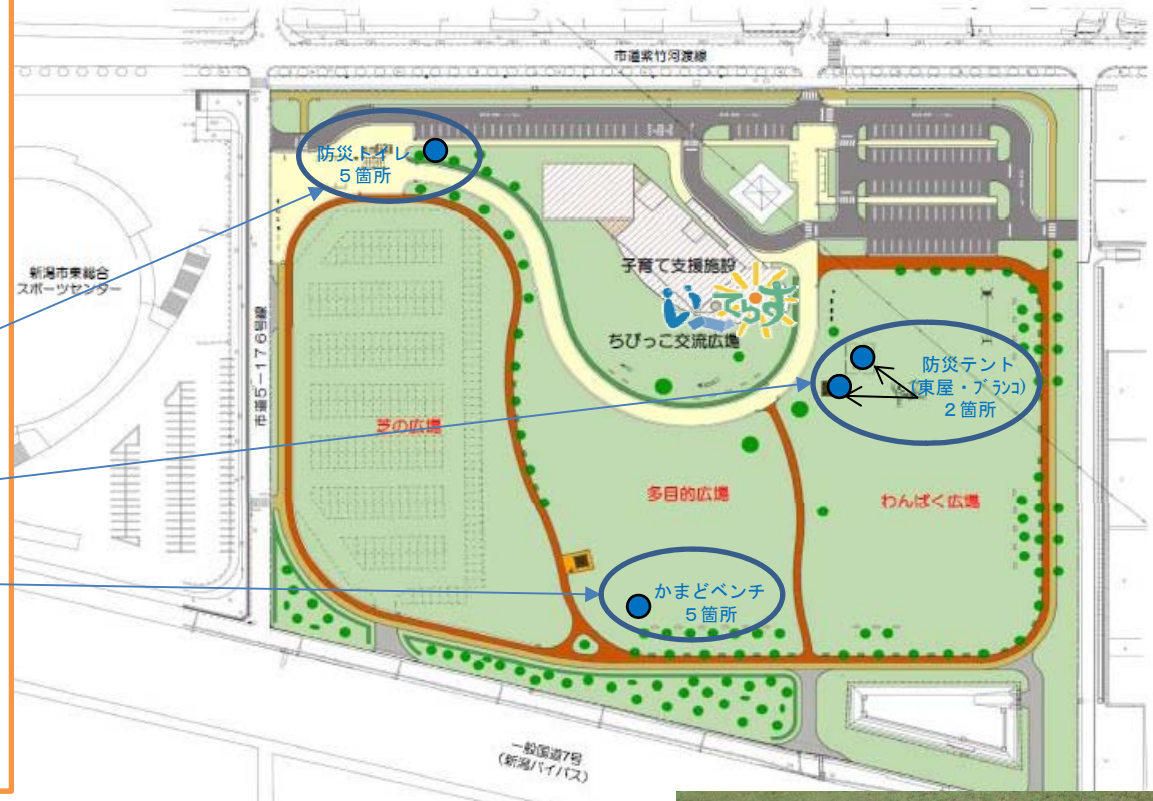 市道紫竹河渡線
防災トイレ
5箇所
新潟市東総合
スポーツセンター
市道5-176号線
子育て支援施設
い〜てらす
ちびっこ交流広場
防災テント
(東屋・ブランコ)
2箇所
芝の広場
多目的広場
わんぱく広場
かまどベンチ
5箇所
一般国道7号
(新潟バイパス)